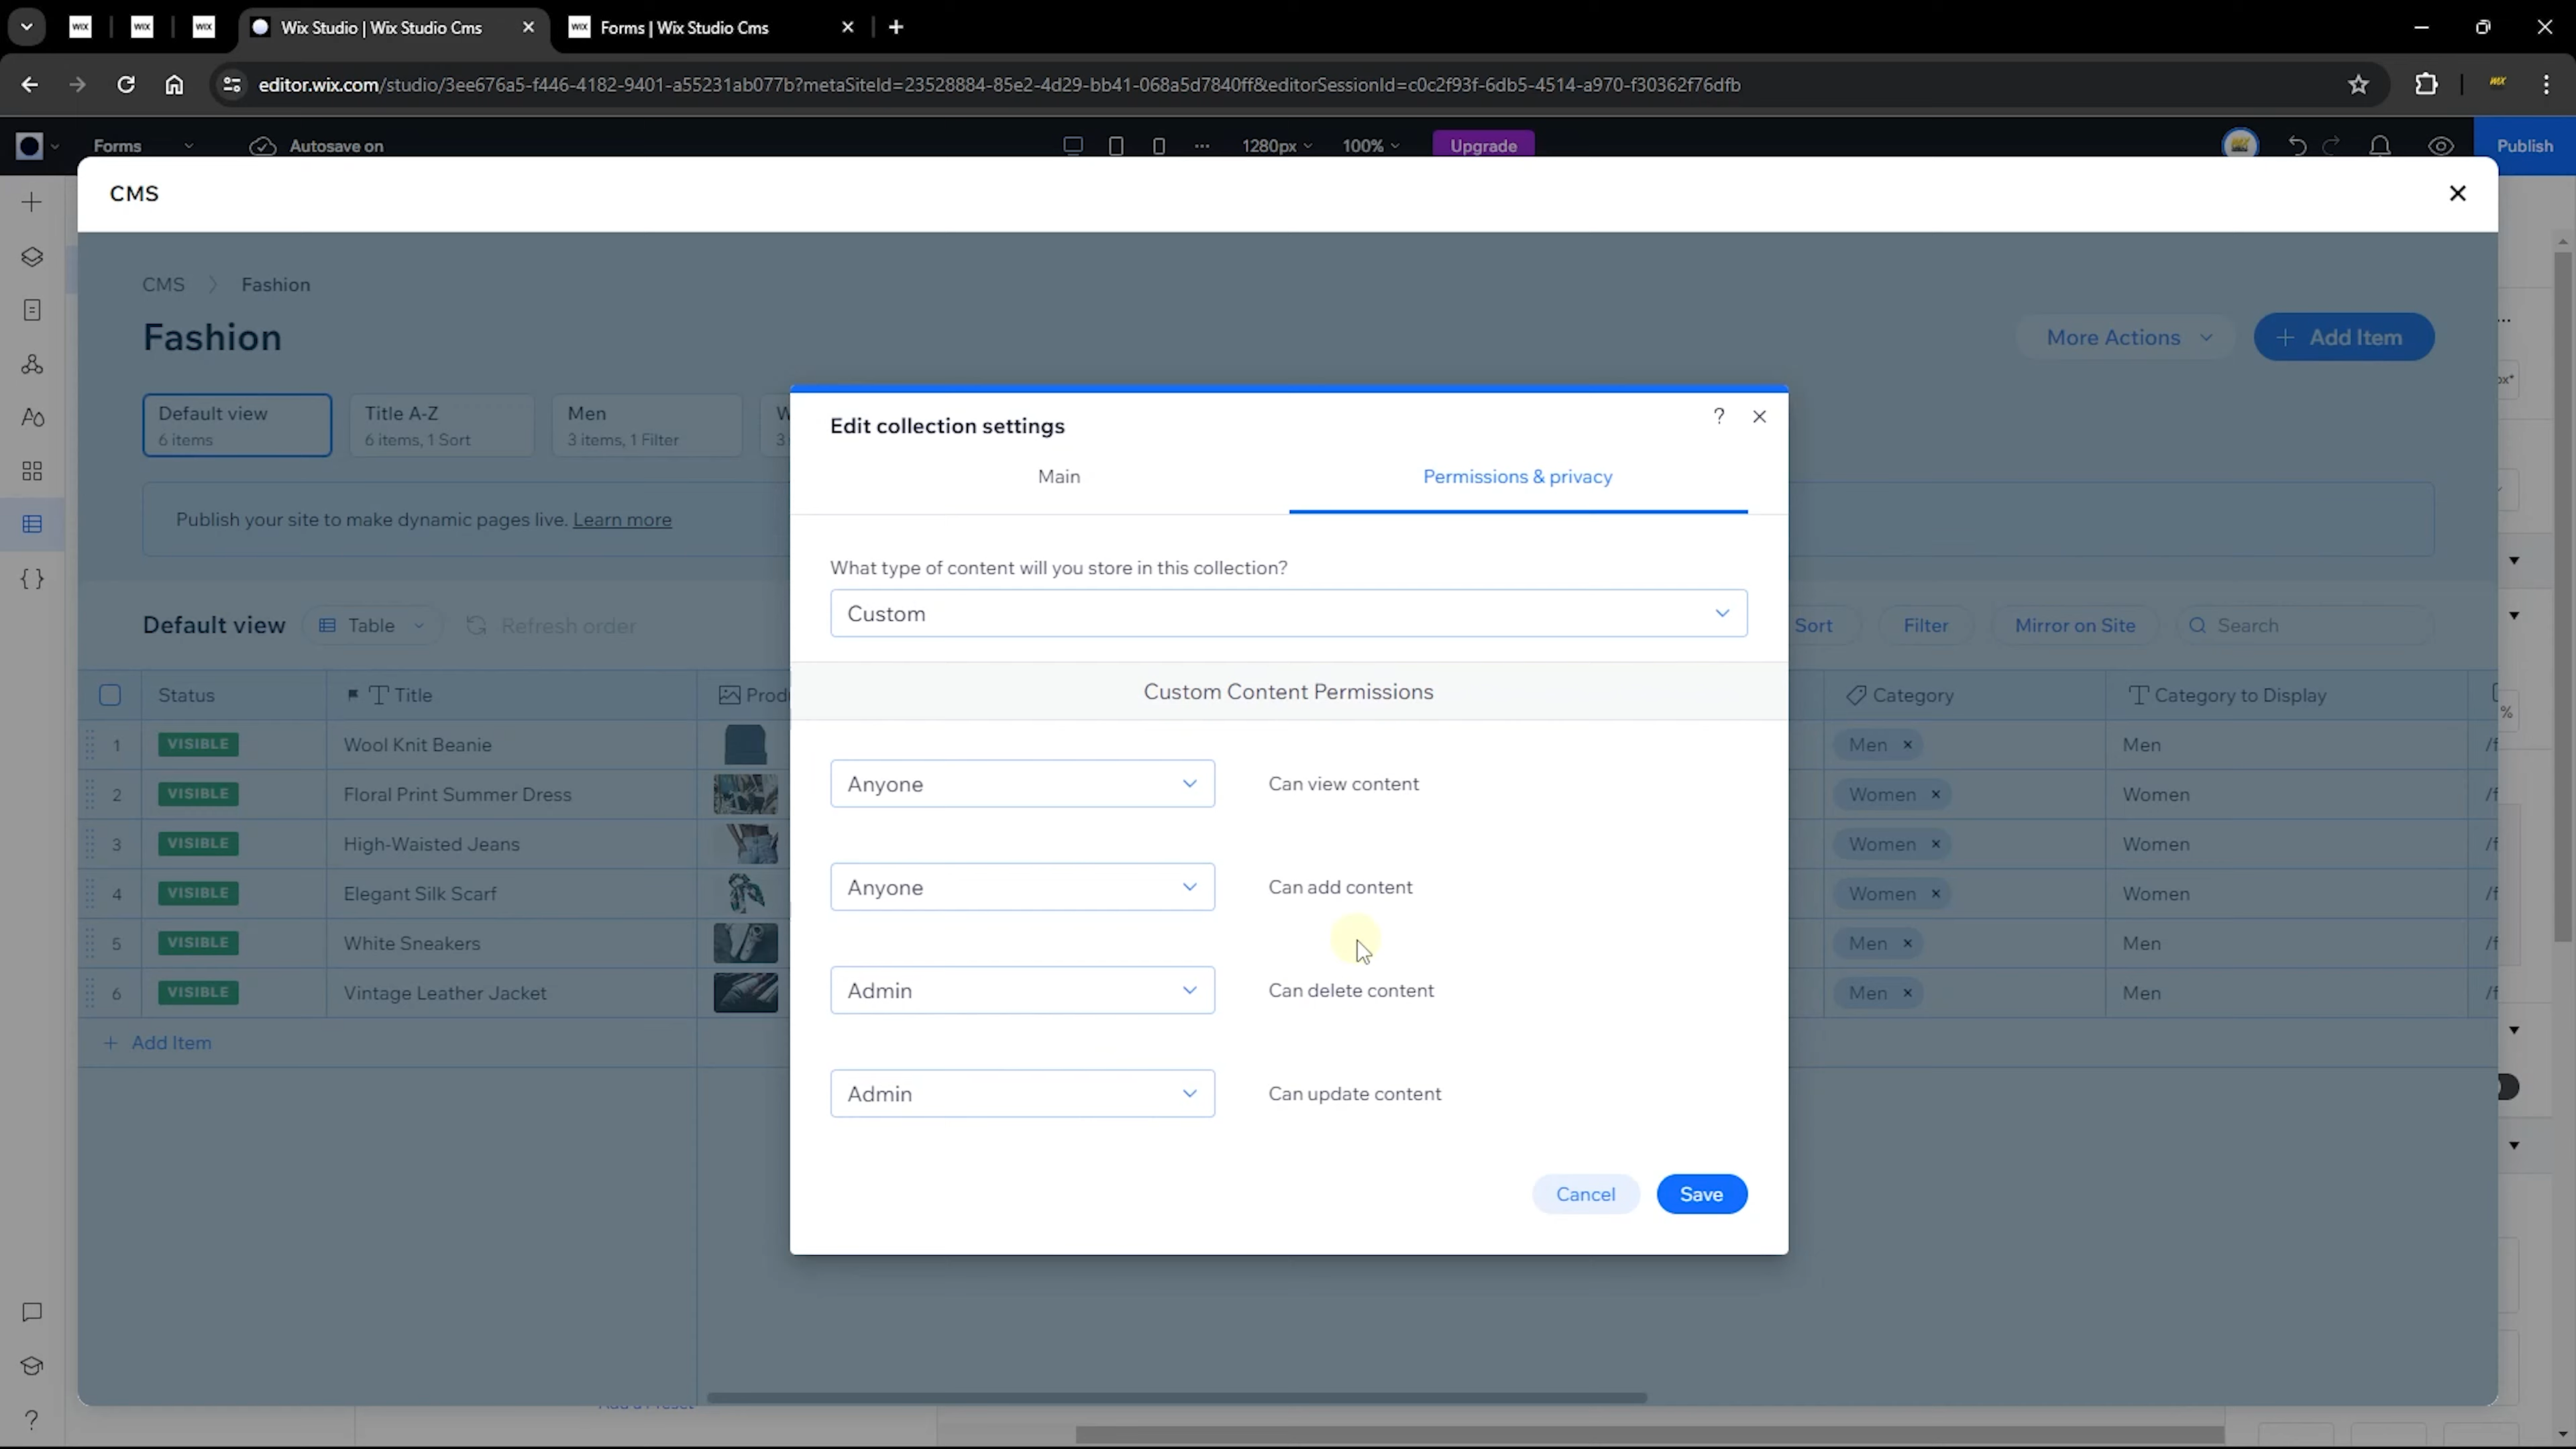 WIX WIX WIX Wix Studio | Wix Studio Cms WIX Forms | Wix Studio Cms
editor.wix.com/studio/3ee676a5-f446-4182-9401-a55231ab077b?metaSiteId=23528884-85e2-4d29-bb41-068a5d7840ff&editorSessionId=c0c2f93f-6db5-4514-a970-f30362f76dfb
Forms Autosave on 1280px 100% Upgrade Publish
CMS
CMS Fashion
Fashion
More Actions + Add Item
Default view Title A-Z Men W
6 items 6 items, 1 Sort 3 items, 1 Filter 3
Publish your site to make dynamic pages live. Learn more
Default view Table Refresh order Sort Filter Mirror on Site Search
Status Title Prod Category Category to Display
1 VISIBLE Wool Knit Beanie Men × Men /f
2 VISIBLE Floral Print Summer Dress Women × Women /f
3 VISIBLE High-Waisted Jeans Women × Women /f
4 VISIBLE Elegant Silk Scarf Women × Women /f
5 VISIBLE White Sneakers Men × Men /f
6 VISIBLE Vintage Leather Jacket Men × Men /f
+ Add Item
Edit collection settings ?
Main Permissions & privacy
What type of content will you store in this collection?
Custom
Custom Content Permissions
Anyone Can view content
Anyone Can add content
Admin Can delete content
Admin Can update content
Cancel Save
%
?